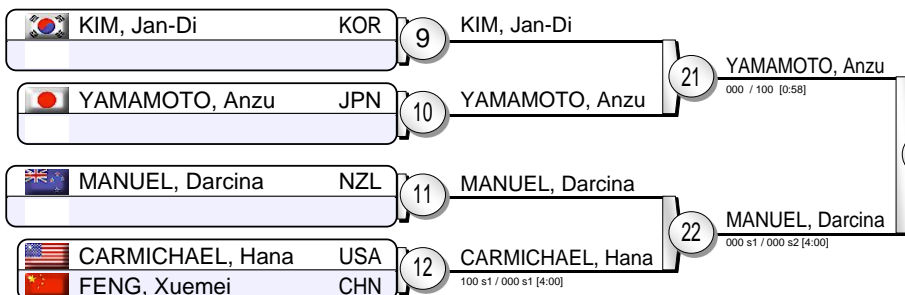 KIM, Jan-Di KOR
9
KIM, Jan-Di
YAMAMOTO, Anzu JPN
10
YAMAMOTO, Anzu
21
YAMAMOTO, Anzu
000 / 100 [0:58]
MANUEL, Darcina NZL
11
MANUEL, Darcina
CARMICHAEL, Hana USA
FENG, Xuemei CHN
12
CARMICHAEL, Hana
100 s1 / 000 s1 [4:00]
22
MANUEL, Darcina
000 s1 / 000 s2 [4:00]